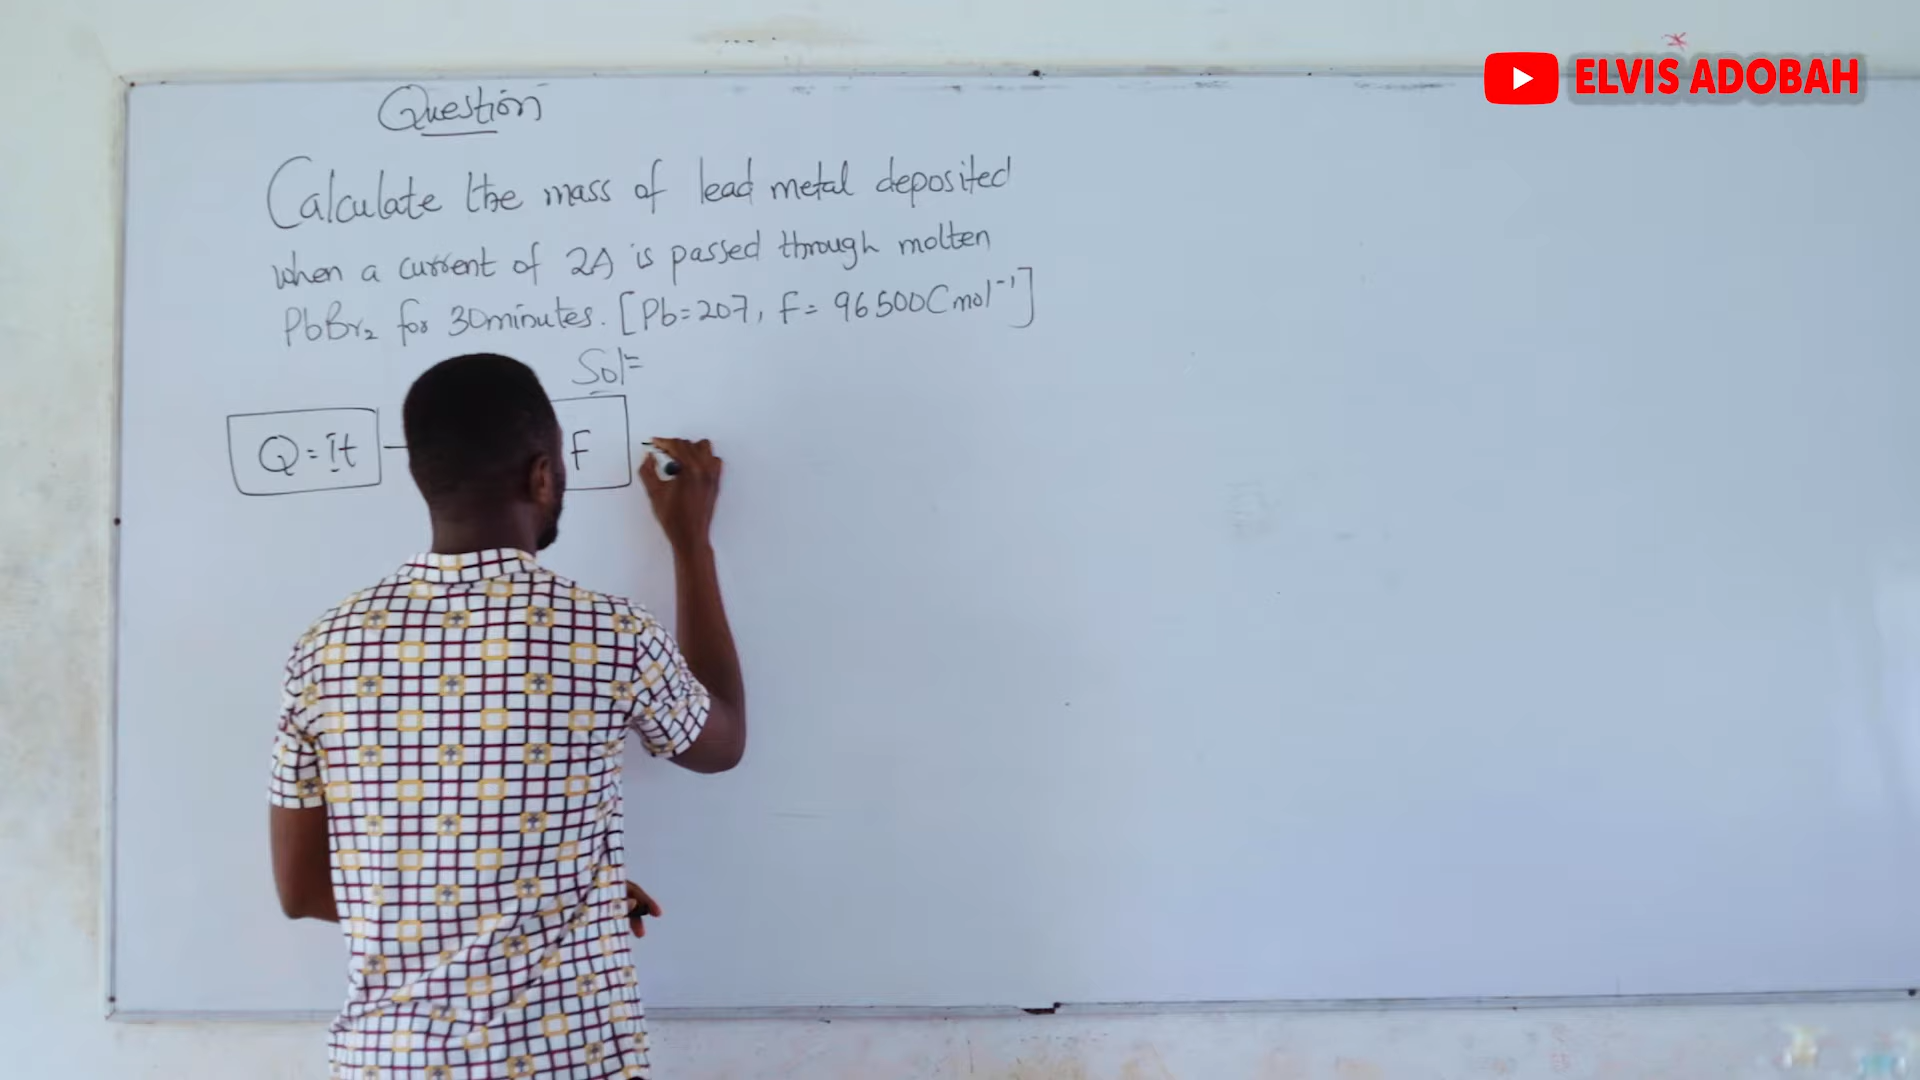 ELVIS ADOBAH
Question
Calculate the mass of lead metal deposited
when a current of 2A is passed through molten
PbBr₂ for 30minutes. [Pb=207, F= 96500Cmol⁻¹]
Sol=
Q=It
F